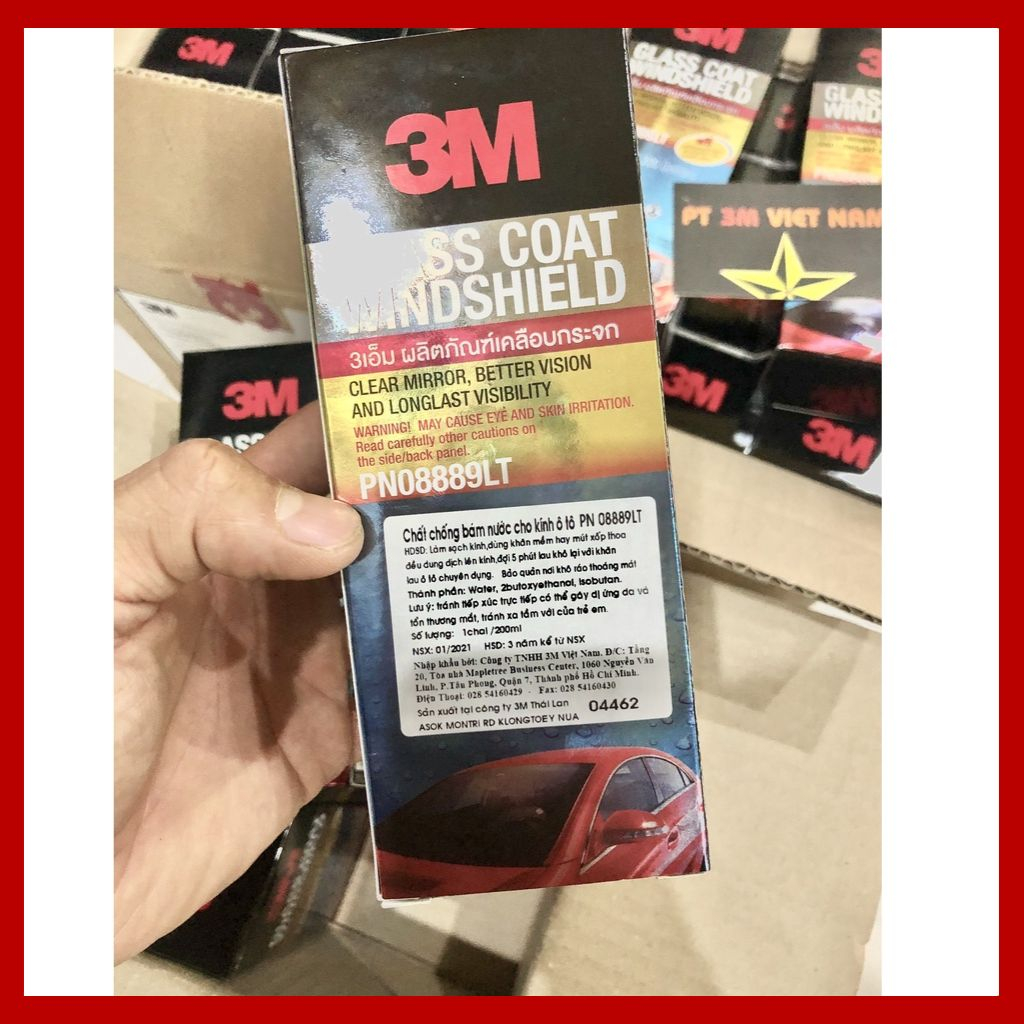 3M
SS COAT
WINDSHIELD
3เอ็ม ผลิตภัณฑ์เคลือบกระจก
CLEAR MIRROR, BETTER VISION
AND LONGLAST VISIBILITY
WARNING! MAY CAUSE EYE AND SKIN IRRITATION.
Read carefully other cautions on
the side/back panel.
PN08889LT
Chất chống bám nước cho kính ô tô PN 08889LT
HDSD: Làm sạch kính,dùng khăn mềm hay mút xốp thoa
đều dung dịch lên kính,đợi 5 phút lau khô lại với khăn
lau ô tô chuyên dụng. Bảo quản nơi khô ráo thoáng mát
Thành phần: Water, 2butoxyethanol, Isobutan.
Lưu ý: tránh tiếp xúc trực tiếp có thể gây dị ứng da và
tổn thương mắt, tránh xa tầm với của trẻ em.
Số lượng: 1chai /200ml
NSX: 01/2021 HSD: 3 năm kể từ NSX
Nhập khẩu bởi: Công ty TNHH 3M Việt Nam. Đ/C: Tầng
20, Tòa nhà Mapletree Business Center, 1060 Nguyễn Văn
Linh, P.Tân Phong, Quận 7, Thành phố Hồ Chí Minh.
Điện Thoại: 028 54160429 - Fax: 028 54160430
Sản xuất tại công ty 3M Thái Lan 04462
ASOK MONTRI RD KLONGTOEY NUA
3M
3M
GLASS COAT
WINDSHIELD
GLASS
WIND
PT 3M VIET NAM
3M
3M
3M
3M